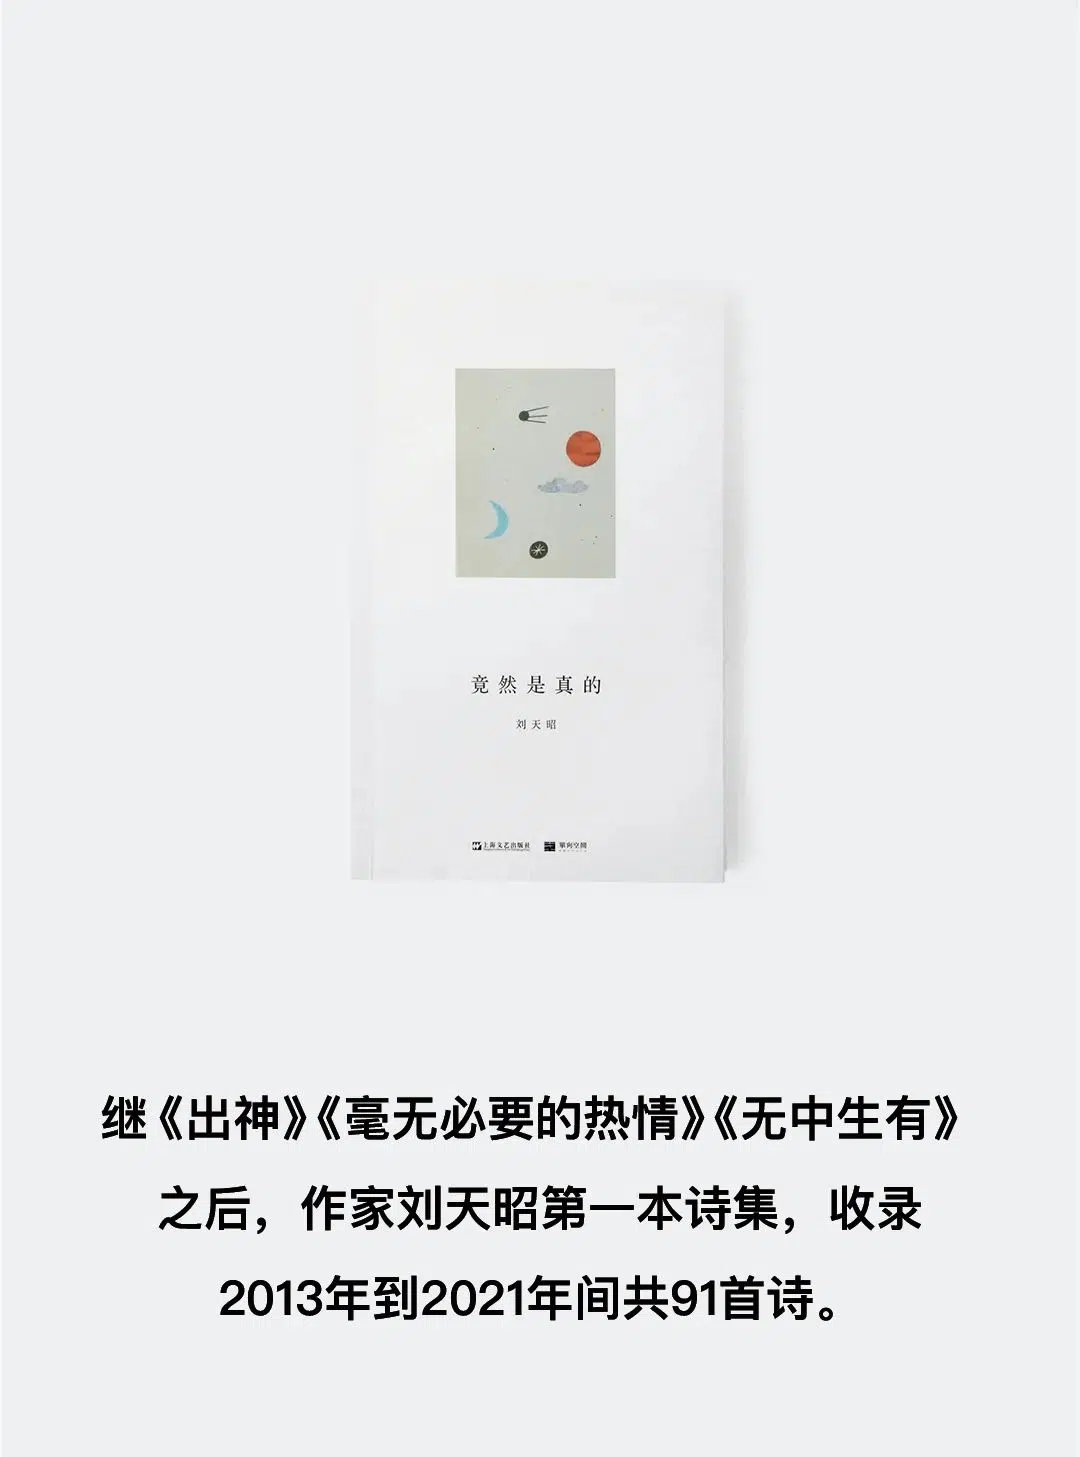 竟然是真的
刘天昭
上海文艺出版社 單向空間
继《出神》《毫无必要的热情》《无中生有》
之后，作家刘天昭第一本诗集，收录
2013年到2021年间共91首诗。